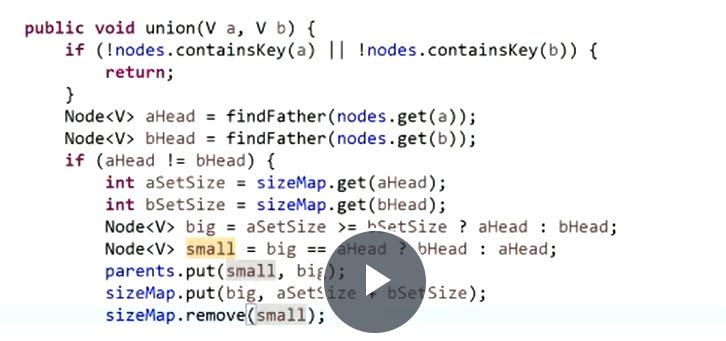 public void union(V a, V b) {
if (!nodes.containsKey(a) || !nodes.containsKey(b)) {
return;
}
Node<V> aHead = findFather(nodes.get(a));
Node<V> bHead = findFather(nodes.get(b));
if (aHead != bHead) {
int aSetSize = sizeMap.get(aHead);
int bSetSize = sizeMap.get(bHead);
Node<V> big = aSetSize >= bSetSize ? aHead : bHead;
Node<V> small = big == aHead ? bHead : aHead;
parents.put(small, big);
sizeMap.put(big, aSetSize + bSetSize);
sizeMap.remove(small);